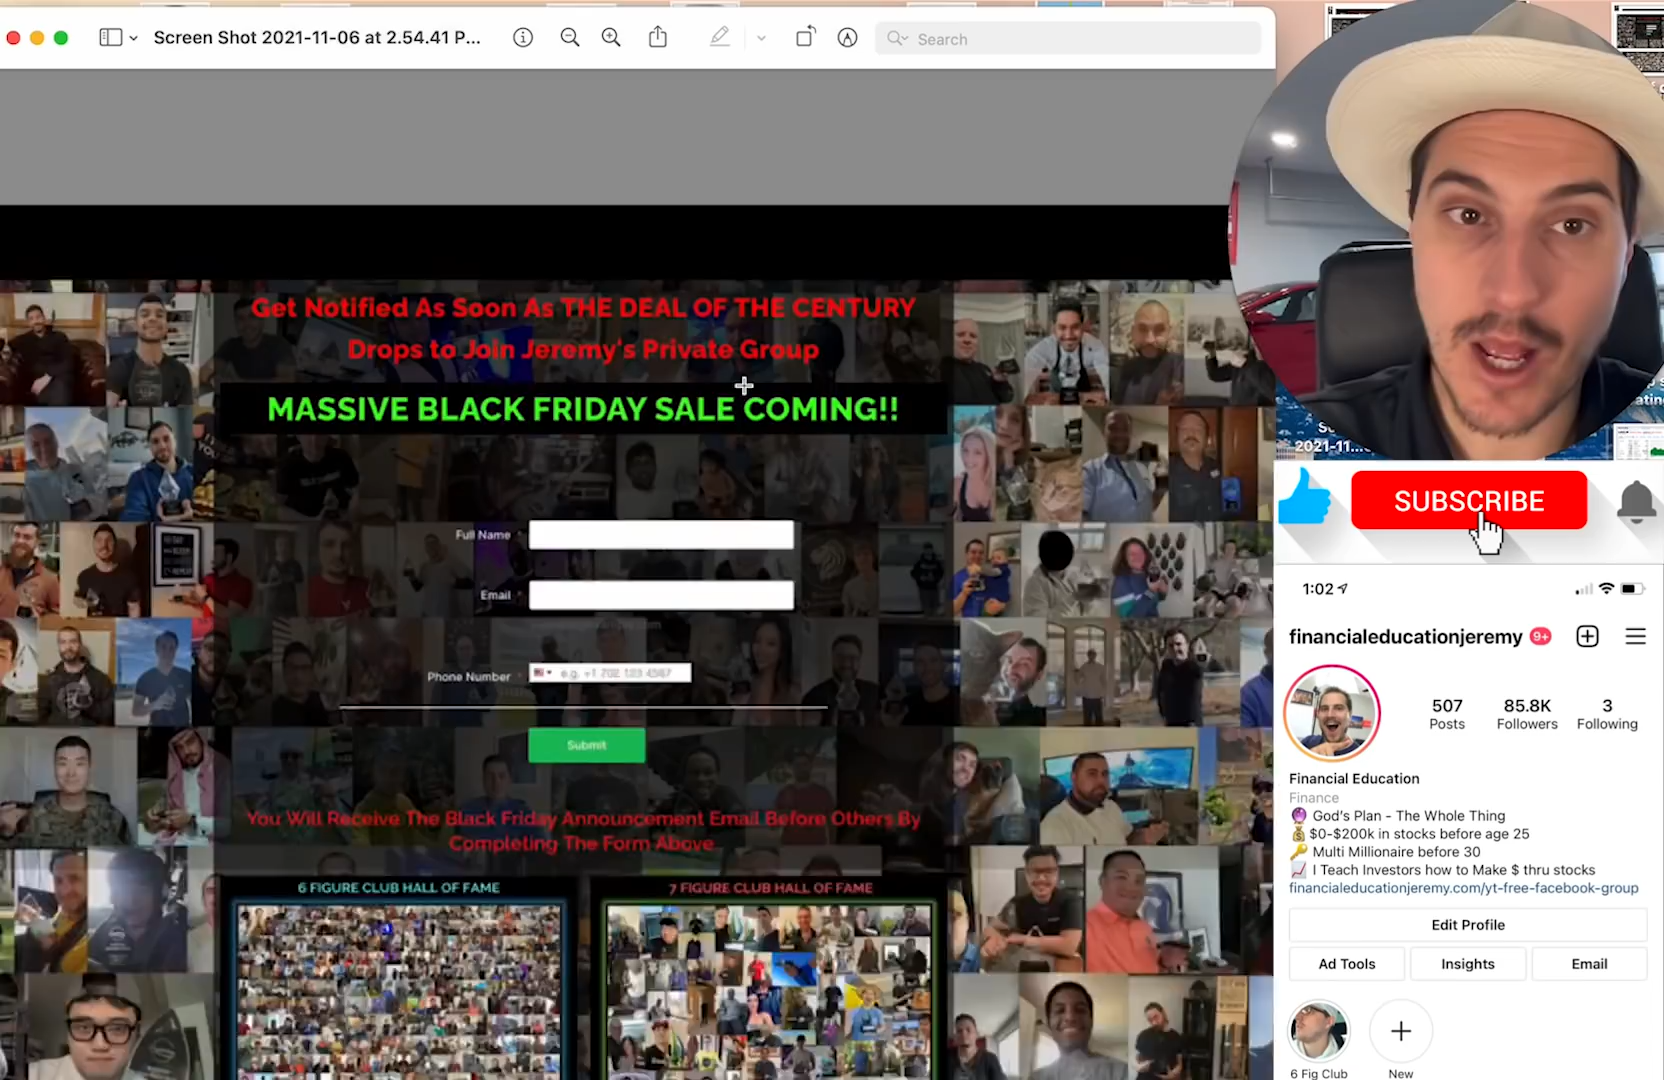 Screen Shot 2021-11-06 at 2.54.41 P...
Search
Get Notified As Soon As THE DEAL OF THE CENTURY
Drops to Join Jeremy's Private Group
MASSIVE BLACK FRIDAY SALE COMING!!
Full Name
Email
Phone Number
e.g. +1 702 123 4567
Submit
You Will Receive The Black Friday Announcement Email Before Others By
Completing The Form Above
6 FIGURE CLUB HALL OF FAME
7 FIGURE CLUB HALL OF FAME
2021-11...
SUBSCRIBE
1:02
financialeducationjeremy 9+
507
Posts
85.8K
Followers
3
Following
Financial Education
Finance
God's Plan - The Whole Thing
$0-$200k in stocks before age 25
Multi Millionaire before 30
I Teach Investors how to Make $ thru stocks
financialeducationjeremy.com/yt-free-facebook-group
Edit Profile
Ad Tools
Insights
Email
6 Fig Club
New